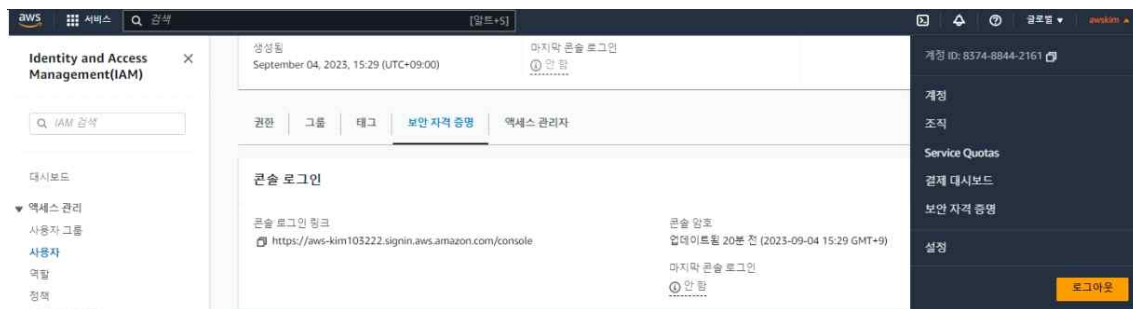 aws 서비스 검색 [알트+S] 글로벌 ▼ awskim ▲
Identity and Access Management(IAM)
IAM 검색
대시보드
▼ 액세스 관리
사용자 그룹
사용자
역할
정책
생성됨
September 04, 2023, 15:29 (UTC+09:00)
마지막 콘솔 로그인
안 함
권한 그룹 태그 보안 자격 증명 액세스 관리자
콘솔 로그인
콘솔 로그인 링크
https://aws-kim103222.signin.aws.amazon.com/console
콘솔 암호
업데이트됨 20분 전 (2023-09-04 15:29 GMT+9)
마지막 콘솔 로그인
안 함
계정 ID: 8374-8844-2161
계정
조직
Service Quotas
결제 대시보드
보안 자격 증명
설정
로그아웃